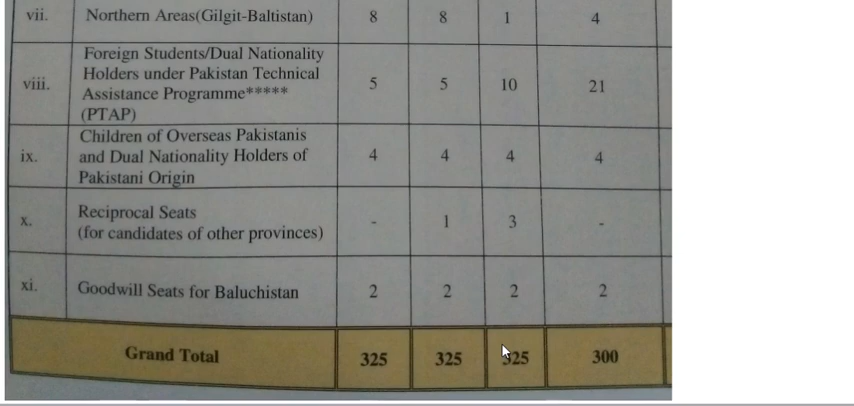 vii. Northern Areas(Gilgit-Baltistan) 8 8 1 4
Foreign Students/Dual Nationality
Holders under Pakistan Technical
viii. Assistance Programme***** 5 5 10 21
(PTAP)
Children of Overseas Pakistanis
ix. and Dual Nationality Holders of 4 4 4 4
Pakistani Origin
x. Reciprocal Seats - 1 3 -
(for candidates of other provinces)
xi. Goodwill Seats for Baluchistan 2 2 2 2
Grand Total 325 325 325 300